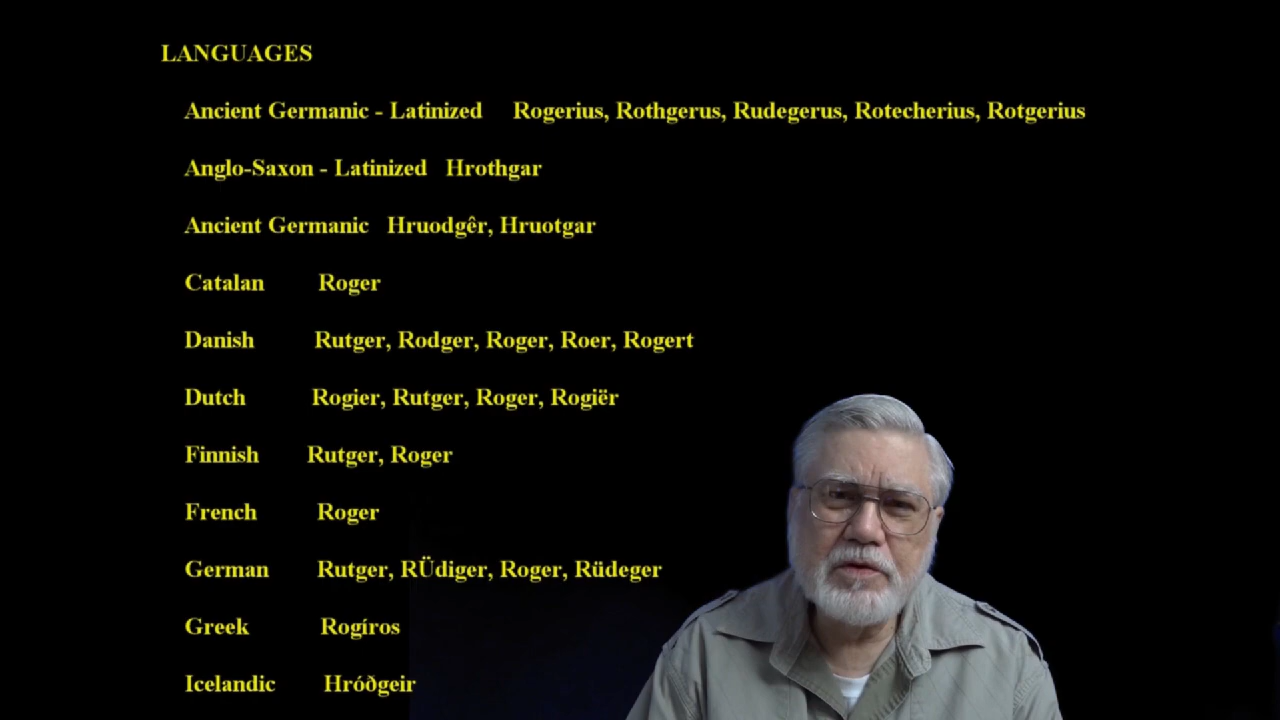 LANGUAGES
Ancient Germanic - Latinized Rogerius, Rothgerus, Rudegerus, Rotecherius, Rotgerius
Anglo-Saxon - Latinized Hrothgar
Ancient Germanic Hruodgêr, Hruotgar
Catalan Roger
Danish Rutger, Rodger, Roger, Roer, Rogert
Dutch Rogier, Rutger, Roger, Rogiër
Finnish Rutger, Roger
French Roger
German Rutger, RÜdiger, Roger, Rüdeger
Greek Rogíros
Icelandic Hróðgeir